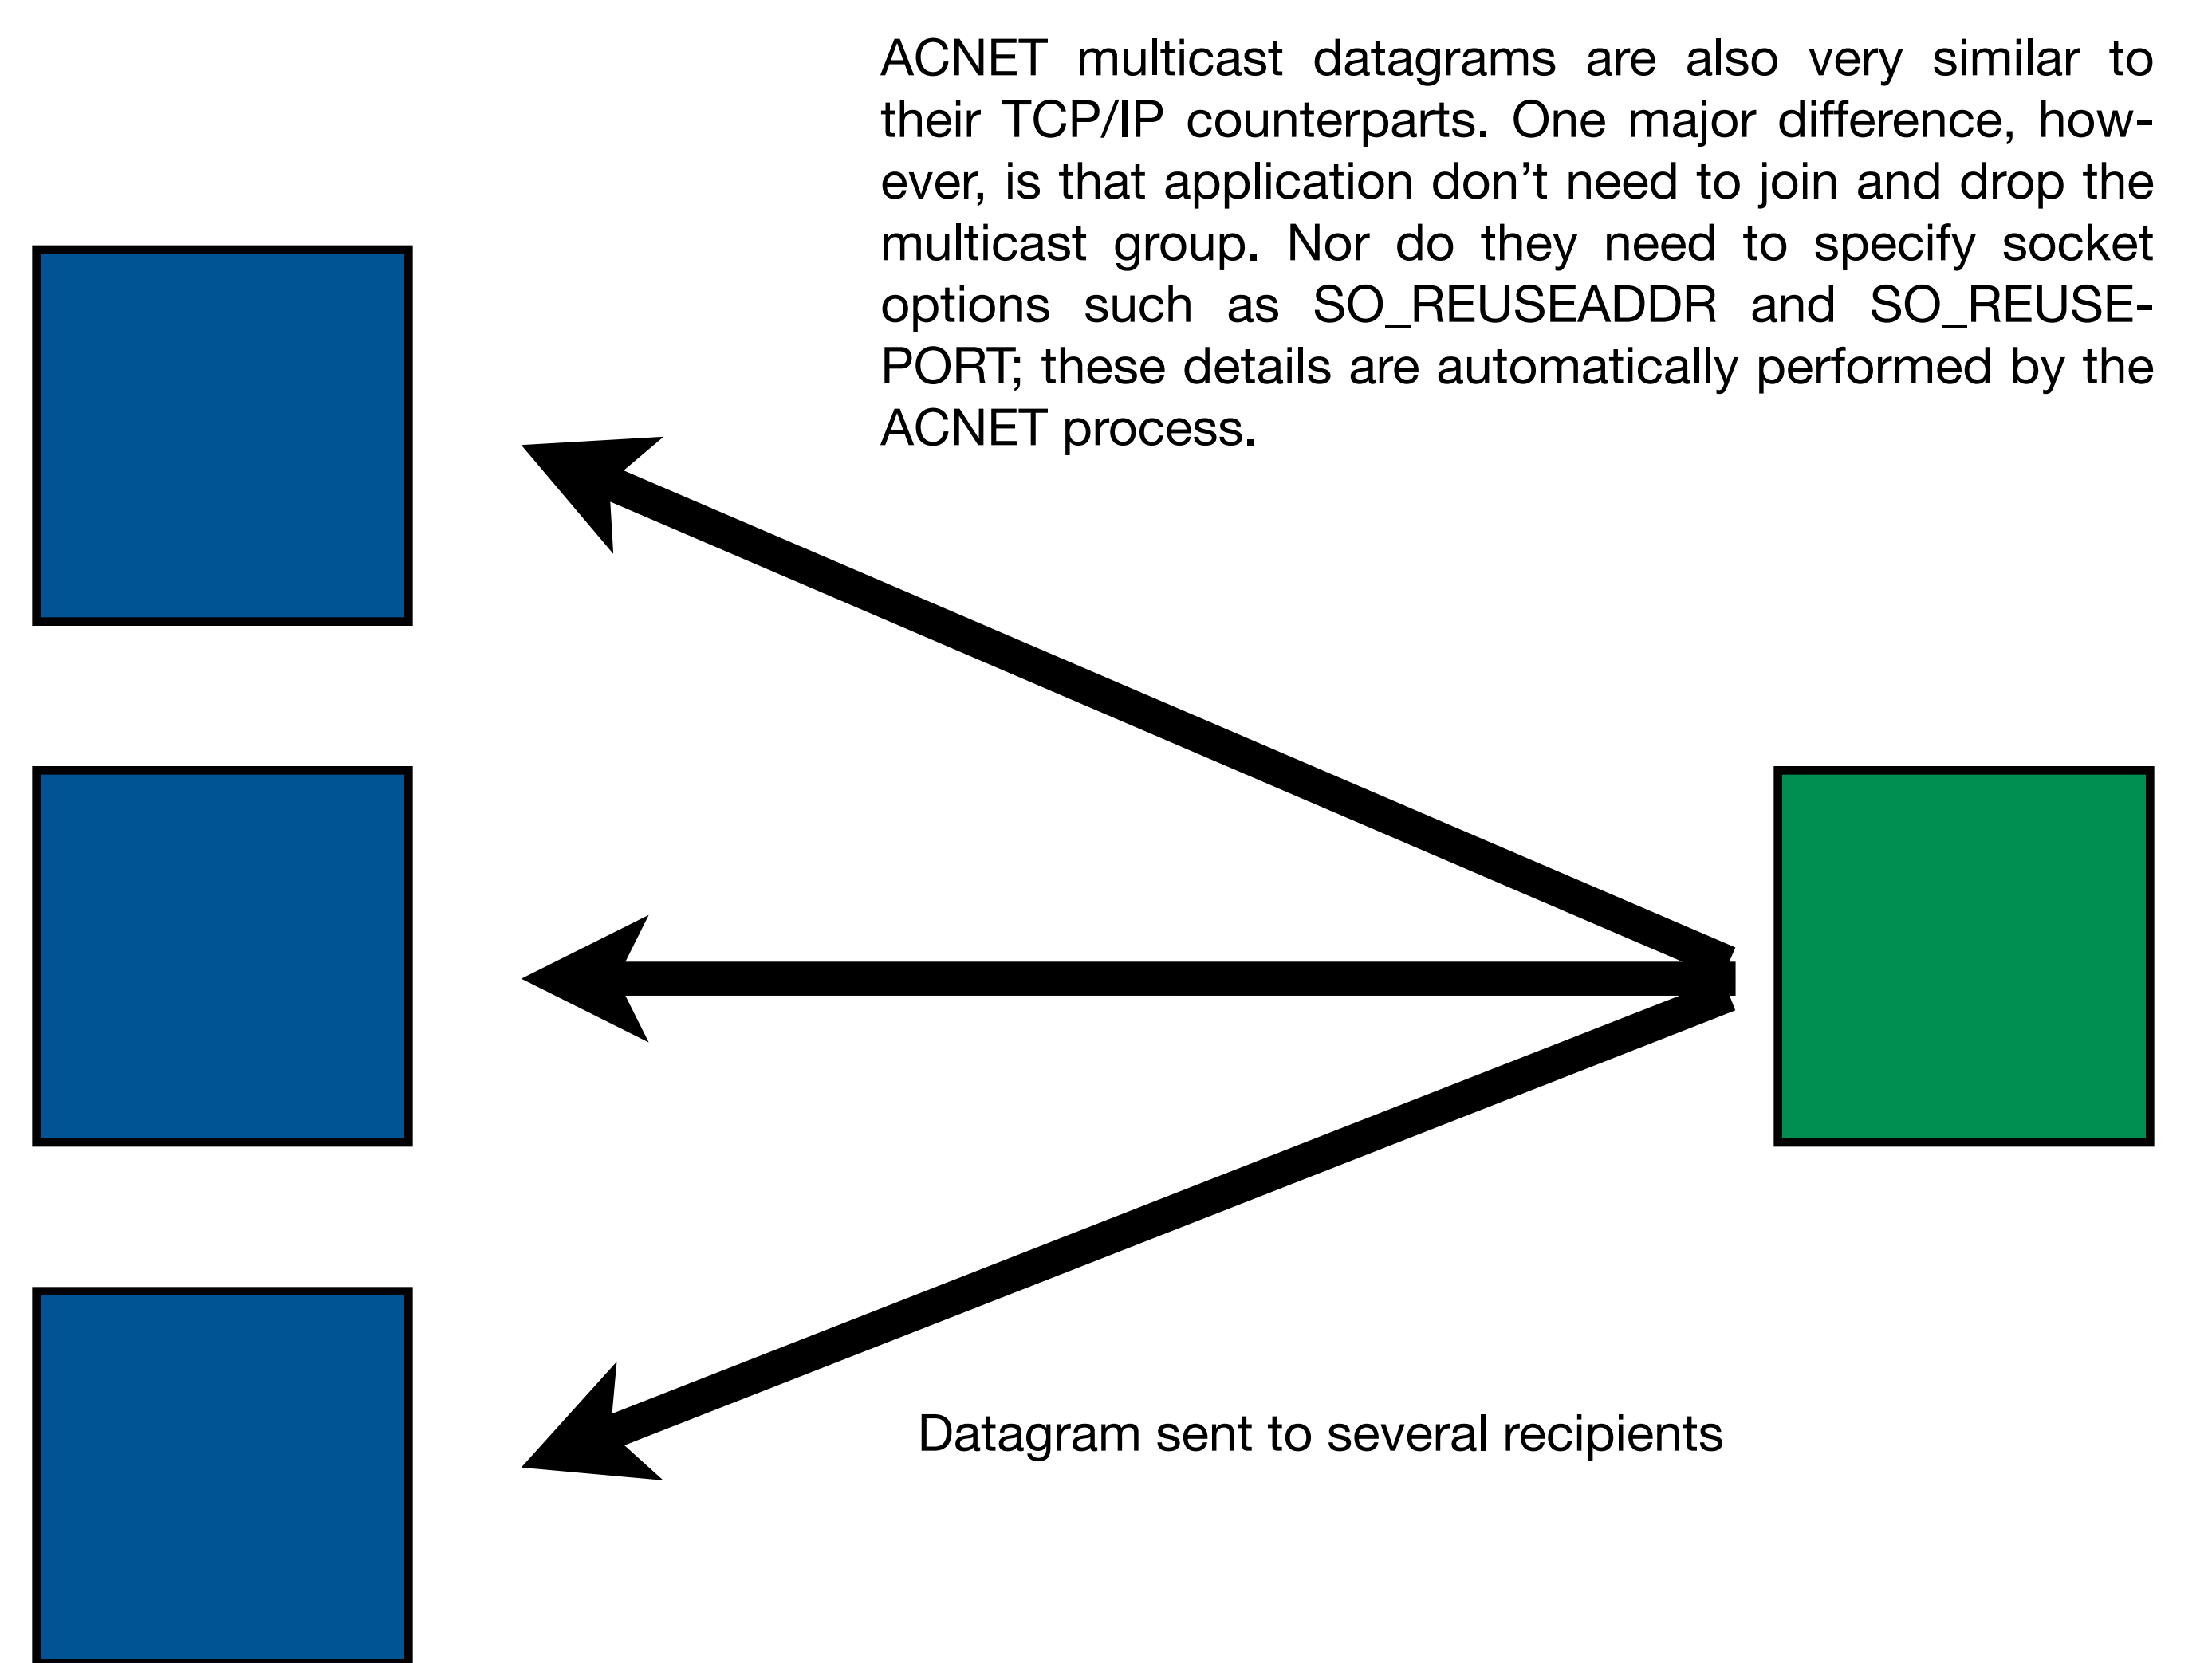 ACNET multicast datagrams are also very similar to
their TCP/IP counterparts. One major difference, how-
ever, is that application don't need to join and drop the
multicast group. Nor do they need to specify socket
options such as SO_REUSEADDR and SO_REUSE-
PORT; these details are automatically performed by the
ACNET process.
Datagram sent to several recipients